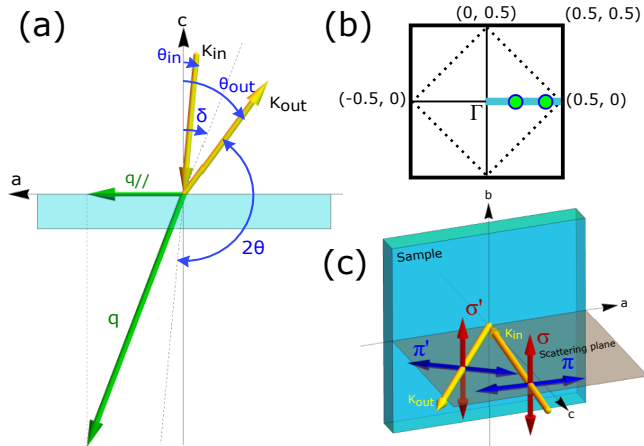 (a)
c
θin
Kin
θout
Kout
δ
a
q//
2θ
q
(b)
(0, 0.5)
(0.5, 0.5)
(-0.5, 0)
Γ
(0.5, 0)
(c)
b
Sample
a
σ'
Kin
σ
π'
Scattering plane
π
Kout
c